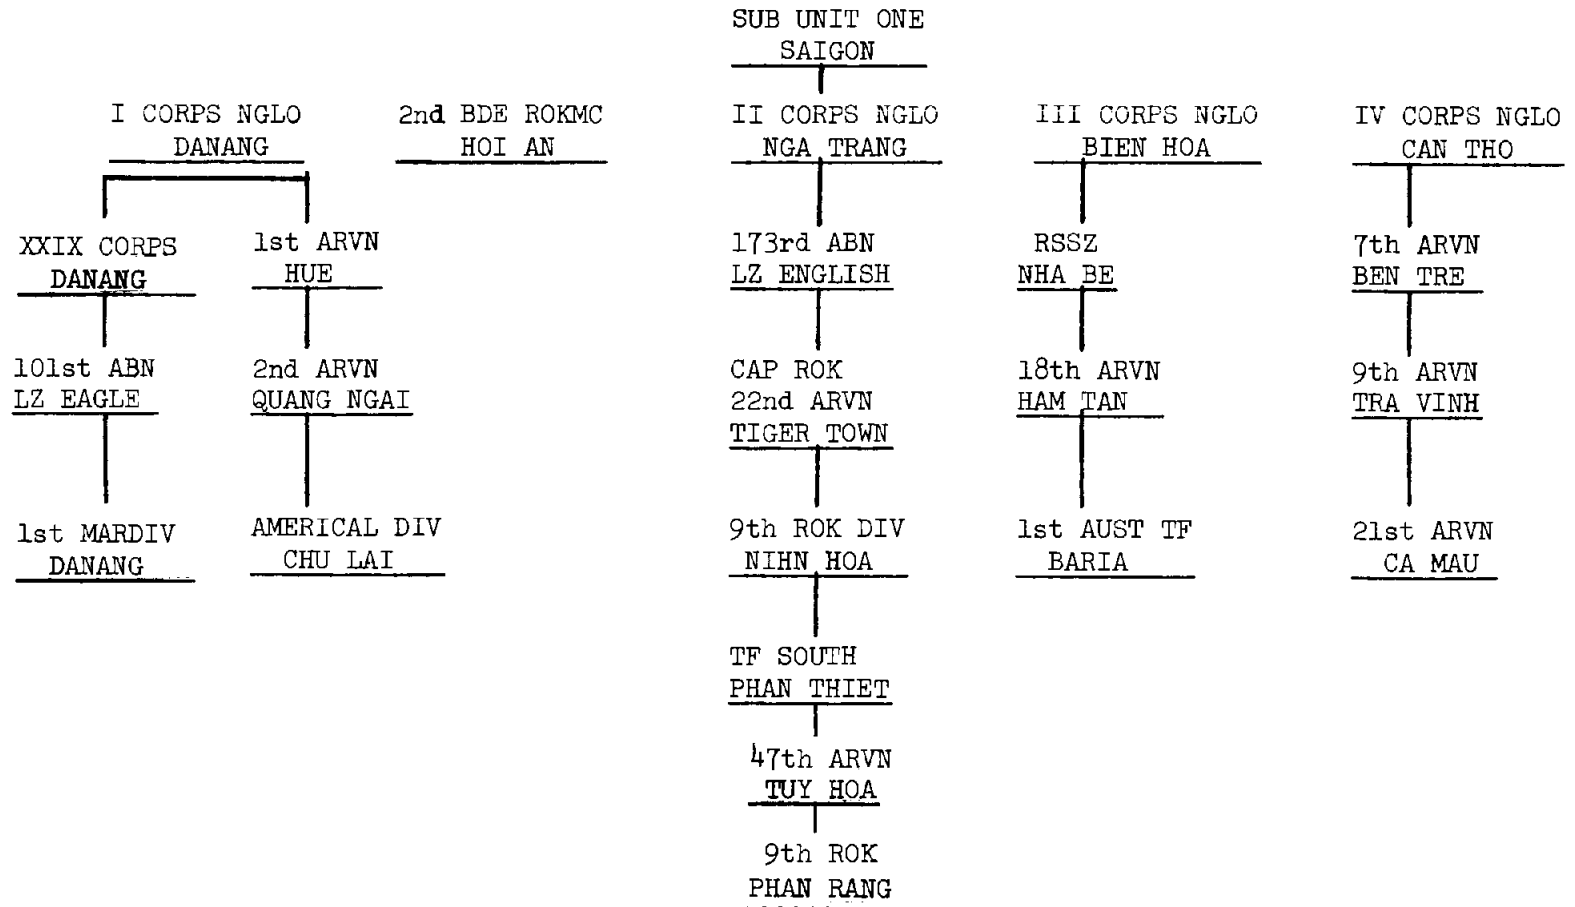 SUB UNIT ONE
SAIGON
I CORPS NGLO
DANANG
2nd BDE ROKMC
HOI AN
II CORPS NGLO
NGA TRANG
III CORPS NGLO
BIEN HOA
IV CORPS NGLO
CAN THO
XXIX CORPS
DANANG
1st ARVN
HUE
173rd ABN
LZ ENGLISH
RSSZ
NHA BE
7th ARVN
BEN TRE
101st ABN
LZ EAGLE
2nd ARVN
QUANG NGAI
CAP ROK
22nd ARVN
TIGER TOWN
18th ARVN
HAM TAN
9th ARVN
TRA VINH
1st MARDIV
DANANG
AMERICAL DIV
CHU LAI
9th ROK DIV
NIHN HOA
1st AUST TF
BARIA
21st ARVN
CA MAU
TF SOUTH
PHAN THIET
47th ARVN
TUY HOA
9th ROK
PHAN RANG